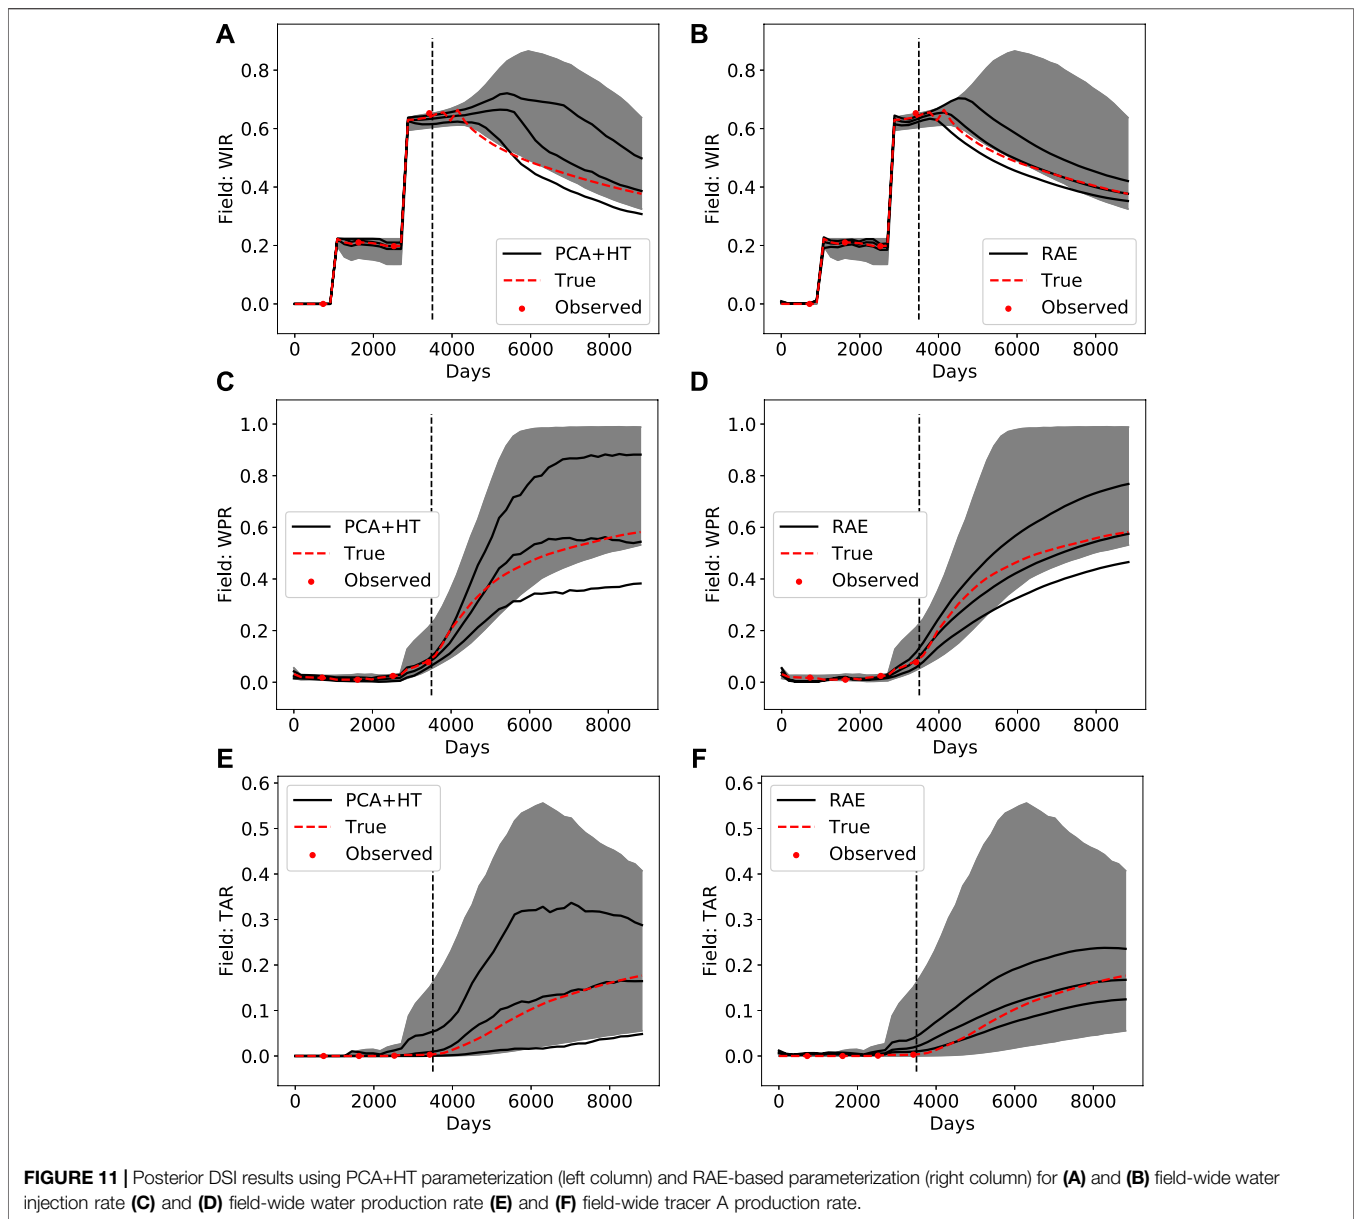 A
Field: WIR
0.8
0.6
0.4
0.2
0.0
PCA+HT
True
Observed
0 2000 4000 6000 8000
Days
B
Field: WIR
0.8
0.6
0.4
0.2
0.0
RAE
True
Observed
0 2000 4000 6000 8000
Days
C
Field: WPR
1.0
0.8
0.6
0.4
0.2
0.0
PCA+HT
True
Observed
0 2000 4000 6000 8000
Days
D
Field: WPR
1.0
0.8
0.6
0.4
0.2
0.0
RAE
True
Observed
0 2000 4000 6000 8000
Days
E
Field: TAR
0.6
0.5
0.4
0.3
0.2
0.1
0.0
PCA+HT
True
Observed
0 2000 4000 6000 8000
Days
F
Field: TAR
0.6
0.5
0.4
0.3
0.2
0.1
0.0
RAE
True
Observed
0 2000 4000 6000 8000
Days
FIGURE 11 | Posterior DSI results using PCA+HT parameterization (left column) and RAE-based parameterization (right column) for (A) and (B) field-wide water
injection rate (C) and (D) field-wide water production rate (E) and (F) field-wide tracer A production rate.